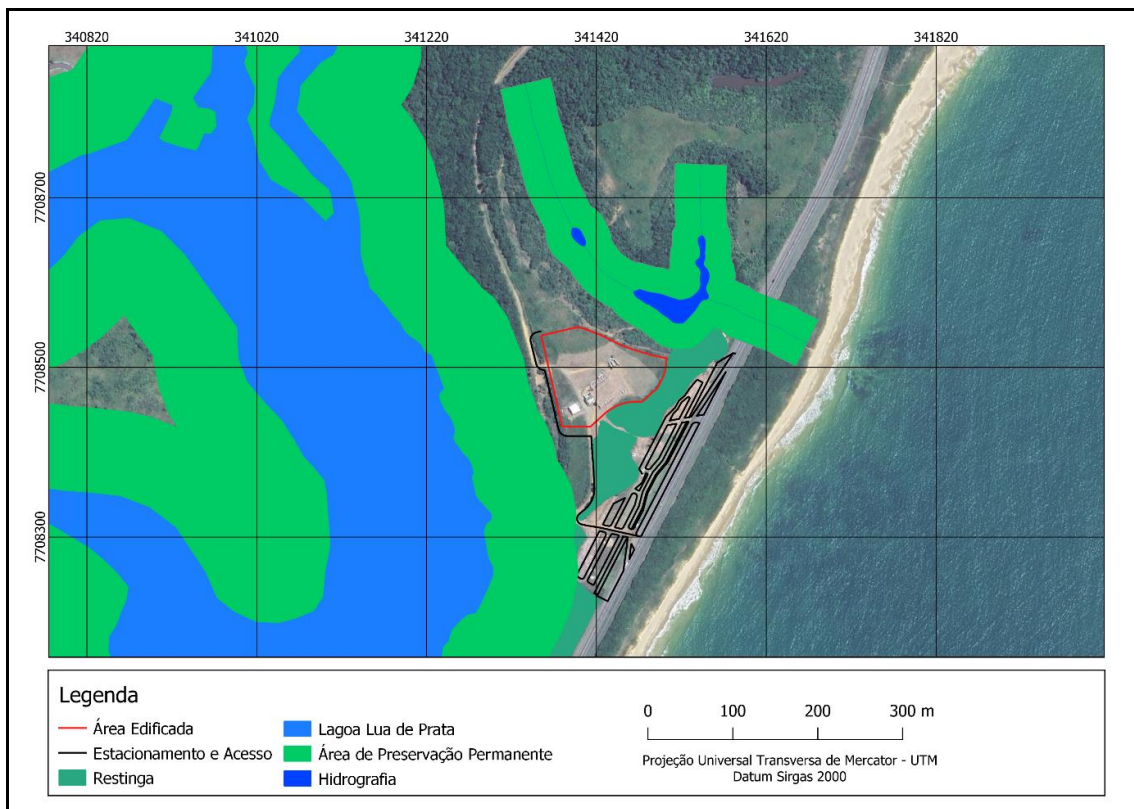 340820 341020 341220 341420 341620 341820
7708700
7708500
7708300
Legenda
Área Edificada
Estacionamento e Acesso
Restinga
Lagoa Lua de Prata
Área de Preservação Permanente
Hidrografia
0 100 200 300 m
Projeção Universal Transversa de Mercator - UTM
Datum Sirgas 2000